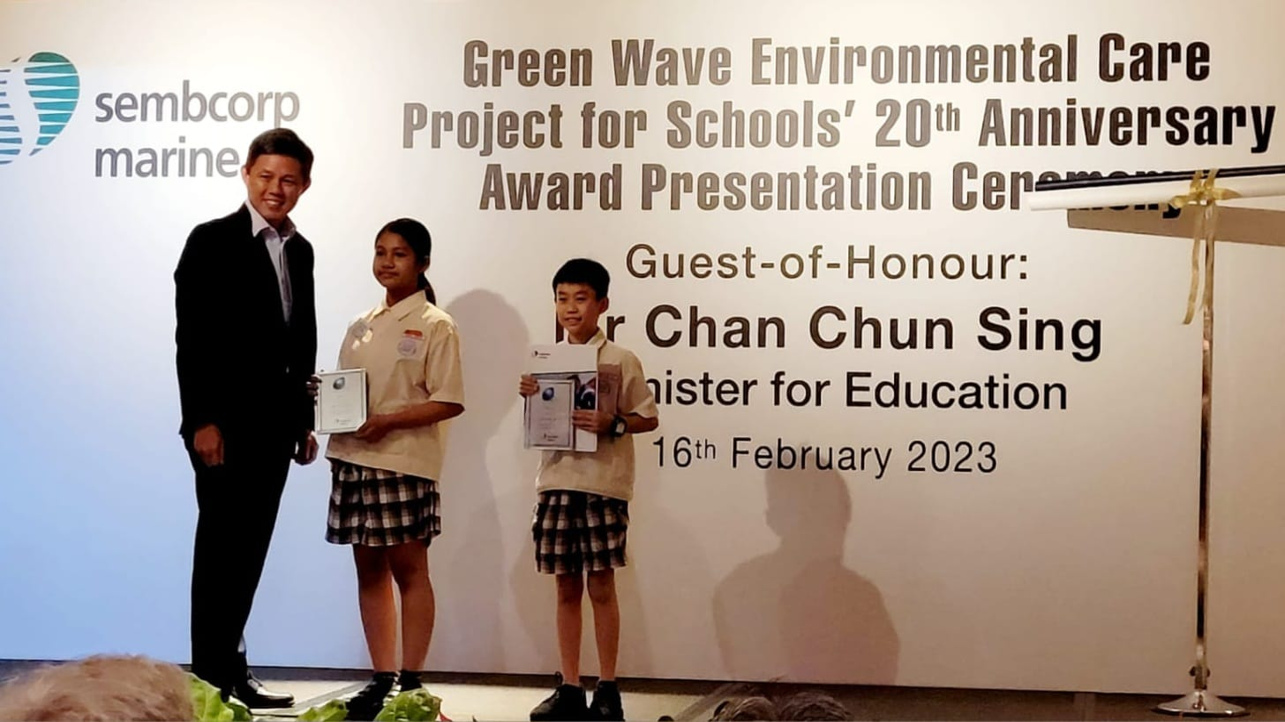 sembcorp
marine
Green Wave Environmental Care
Project for Schools' 20th Anniversary
Award Presentation
Guest-of-Honour:
Chan Chun Sing
for Education
16th February 2023